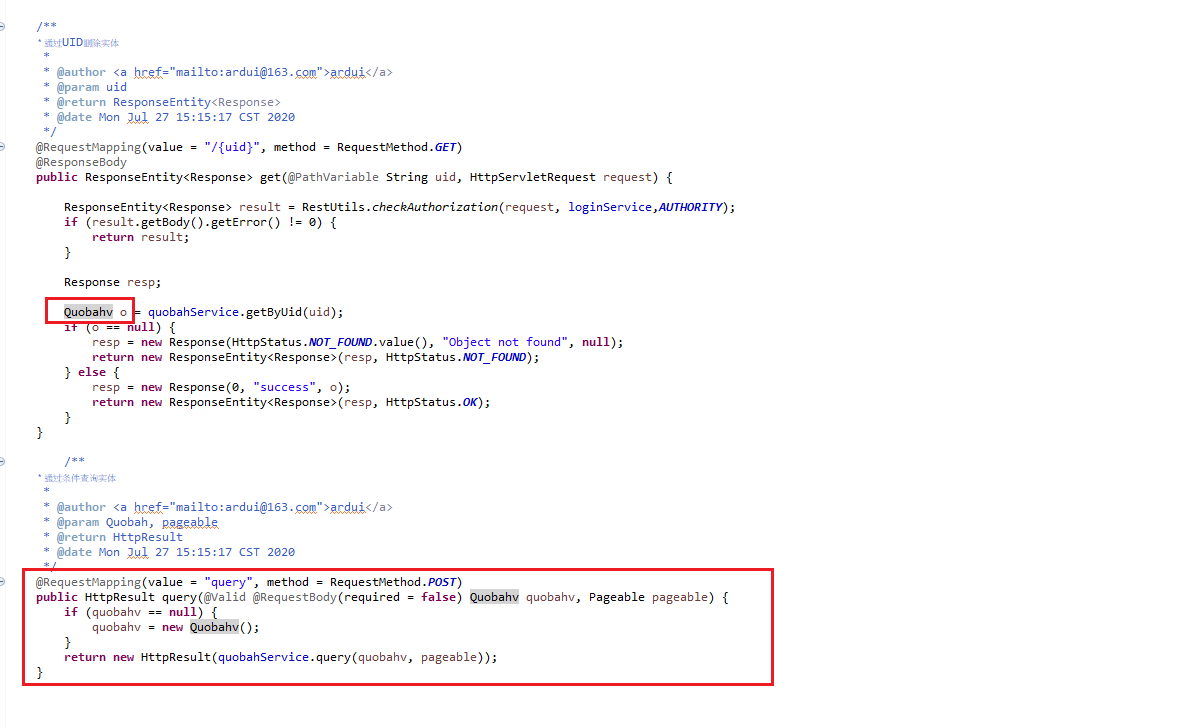 /**
* 通过UID删除实体
*
* @author <a href="mailto:ardui@163.com">ardui</a>
* @param uid
* @return ResponseEntity<Response>
* @date Mon Jul 27 15:15:17 CST 2020
*/
@RequestMapping(value = "/{uid}", method = RequestMethod.GET)
@ResponseBody
public ResponseEntity<Response> get(@PathVariable String uid, HttpServletRequest request) {
ResponseEntity<Response> result = RestUtils.checkAuthorization(request, loginService,AUTHORITY);
if (result.getBody().getError() != 0) {
return result;
}
Response resp;
Quobahv o = quobahService.getByUid(uid);
if (o == null) {
resp = new Response(HttpStatus.NOT_FOUND.value(), "Object not found", null);
return new ResponseEntity<Response>(resp, HttpStatus.NOT_FOUND);
} else {
resp = new Response(0, "success", o);
return new ResponseEntity<Response>(resp, HttpStatus.OK);
}
}
/**
* 通过条件查询实体
*
* @author <a href="mailto:ardui@163.com">ardui</a>
* @param Quobah, pageable
* @return HttpResult
* @date Mon Jul 27 15:15:17 CST 2020
*/
@RequestMapping(value = "query", method = RequestMethod.POST)
public HttpResult query(@Valid @RequestBody(required = false) Quobahv quobahv, Pageable pageable) {
if (quobahv == null) {
quobahv = new Quobahv();
}
return new HttpResult(quobahService.query(quobahv, pageable));
}